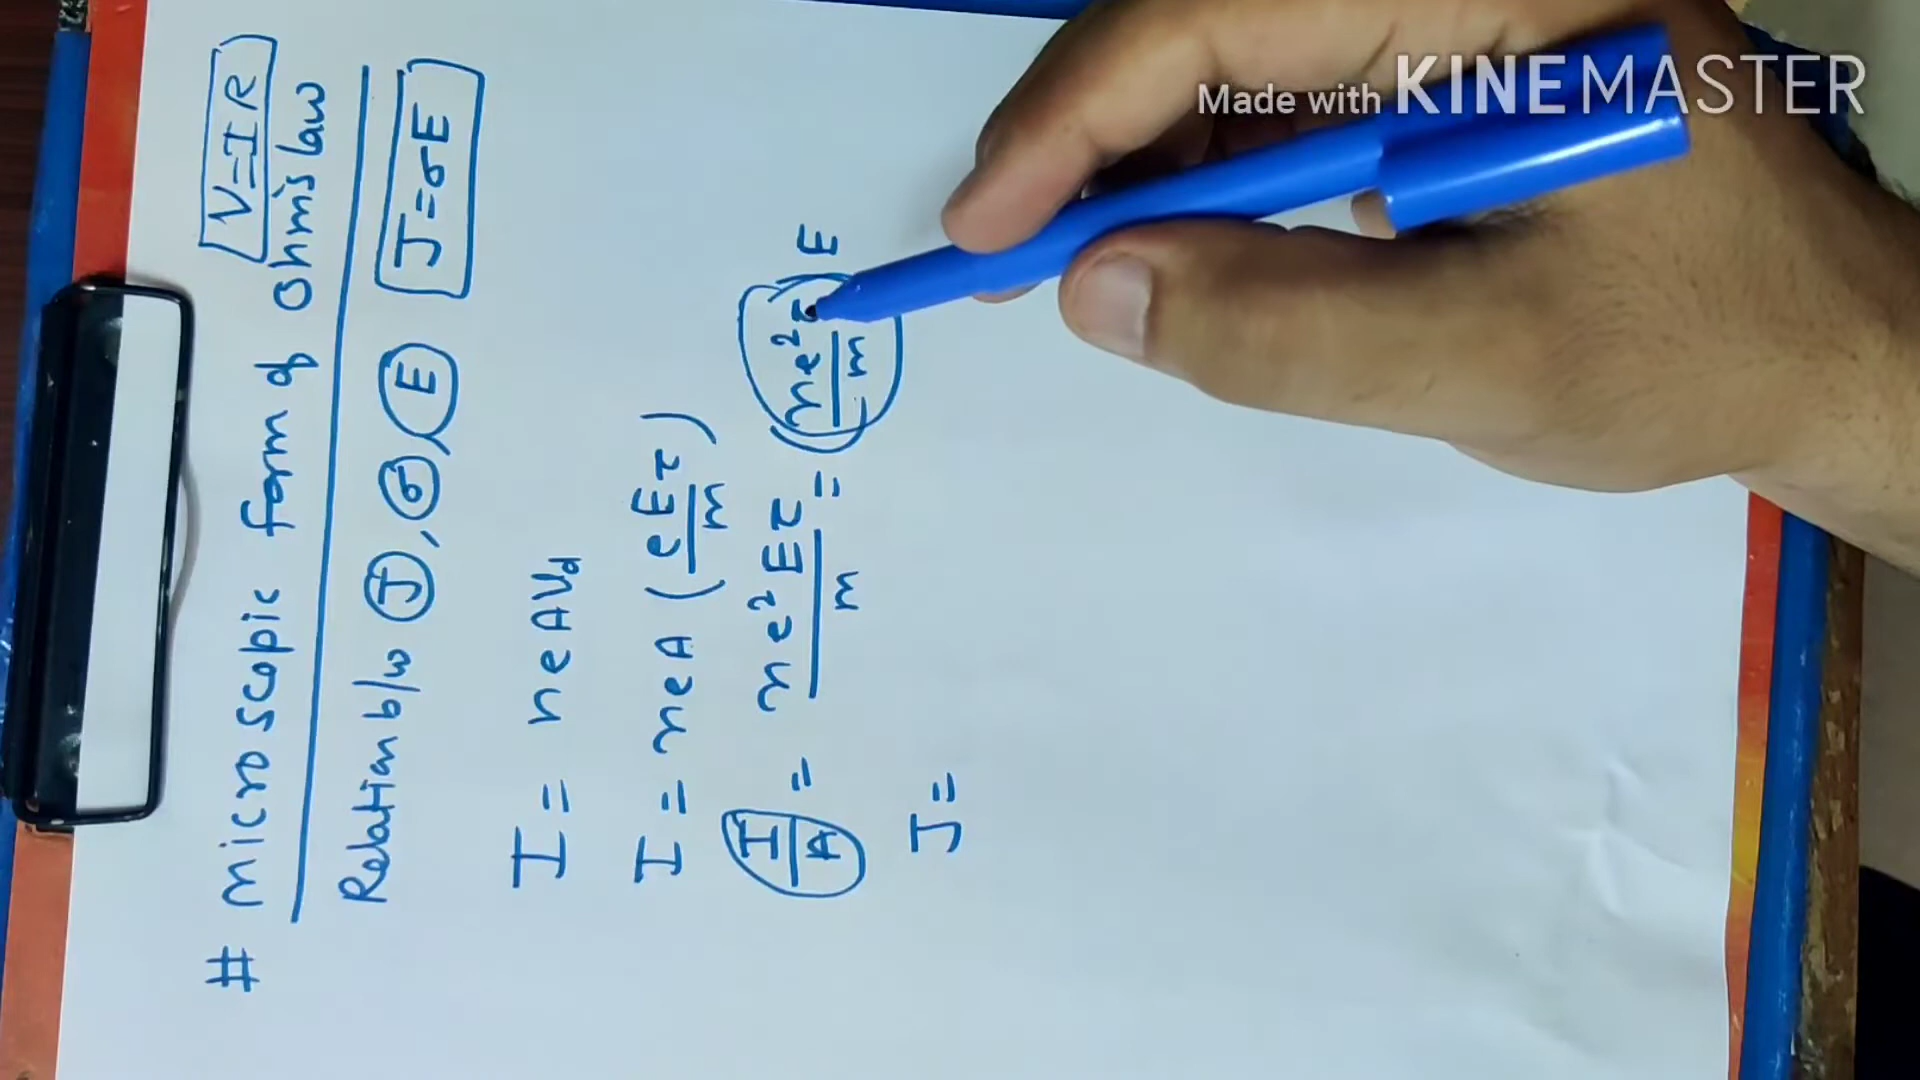 V=IR
# microscopic form of Ohm's law
Relation b/w J, σ, E J=σE
I = neAVd
I = neA (eEτ/m)
I/A = ne²Eτ/m = (ne²τ/m) E
J =
Made with KINEMASTER